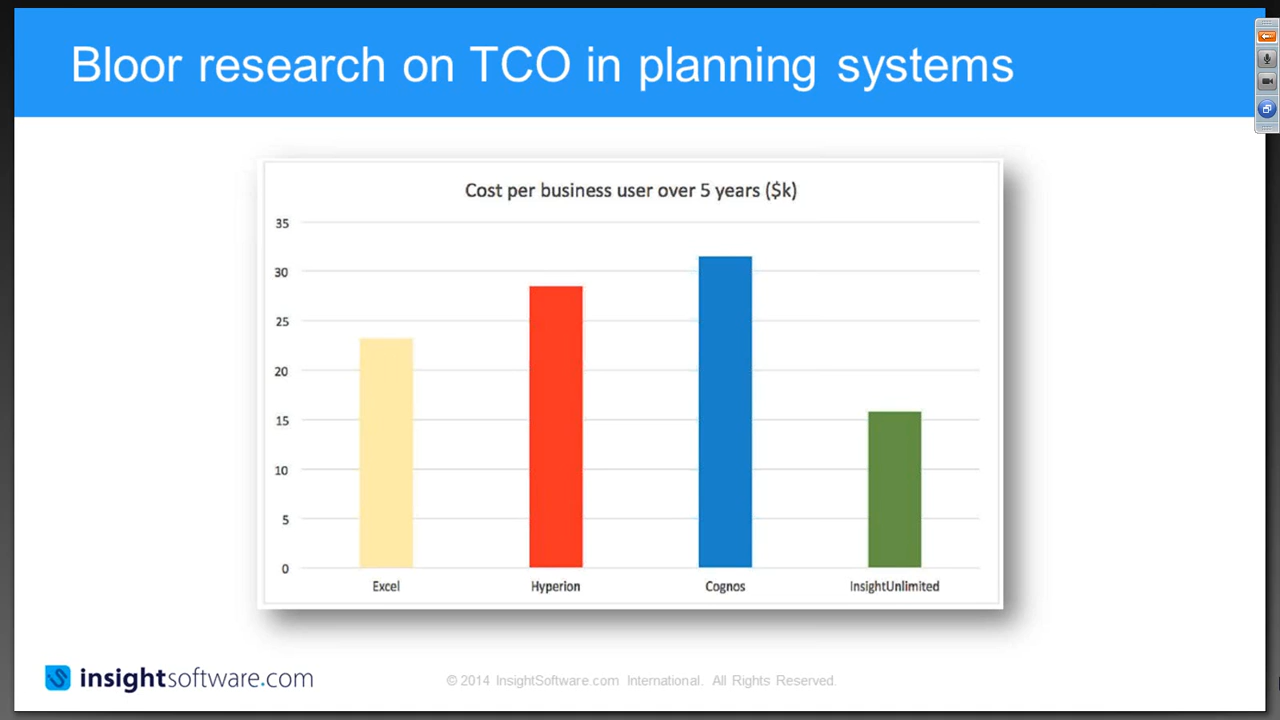 Bloor research on TCO in planning systems
Cost per business user over 5 years ($k)
35
30
25
20
15
10
5
0
Excel Hyperion Cognos InsightUnlimited
insightsoftware.com
© 2014 InsightSoftware.com International. All Rights Reserved.